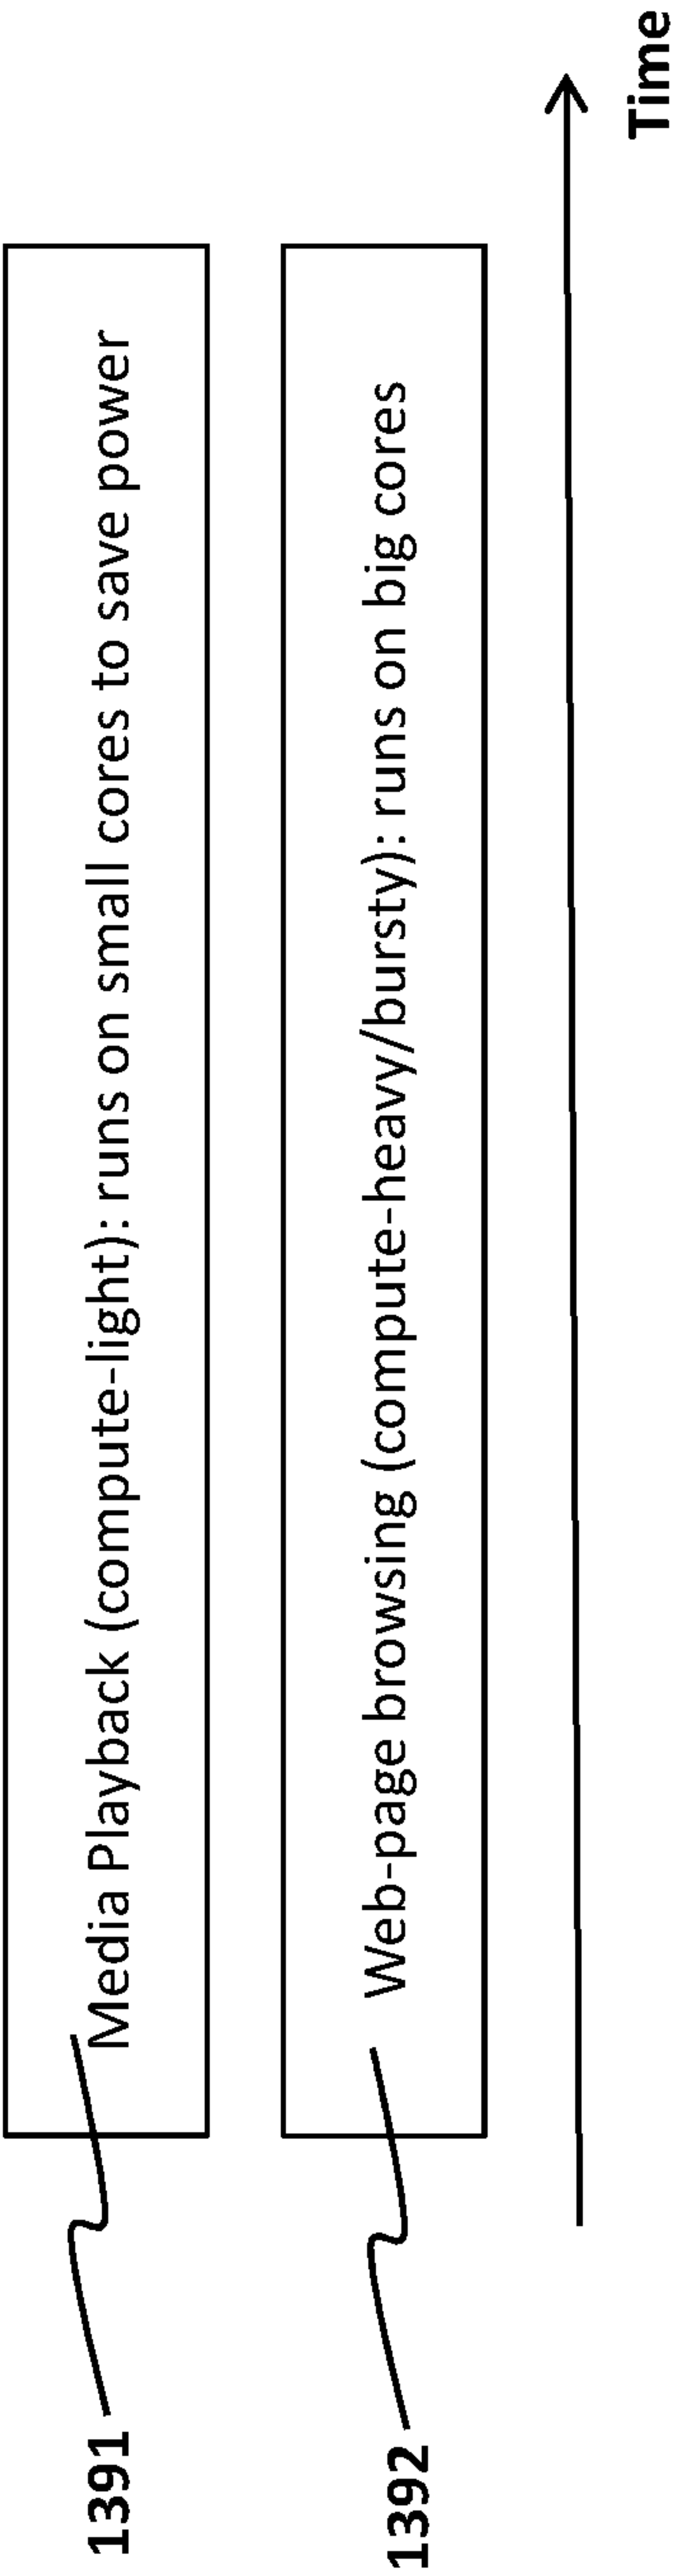 1391
Media Playback (compute-light): runs on small cores to save power
1392
Web-page browsing (compute-heavy/bursty): runs on big cores
Time